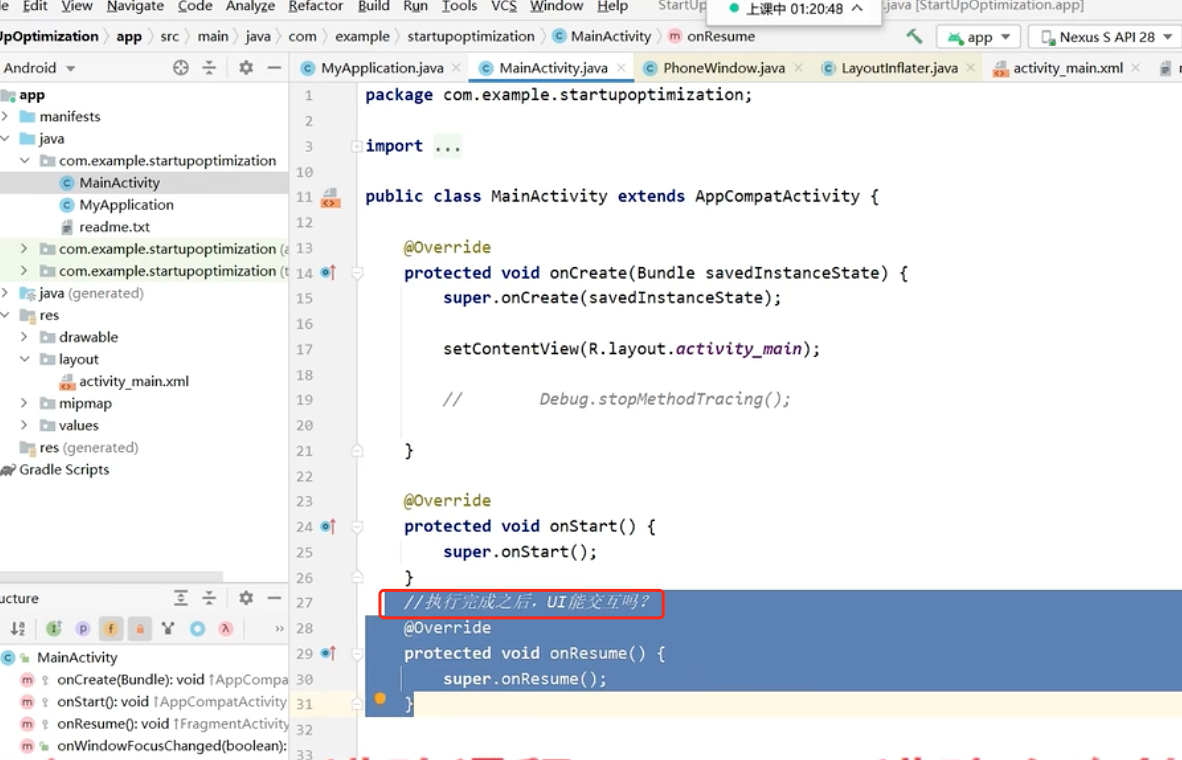 Edit View Navigate Code Analyze Refactor Build Run Tools VCS Window Help
上课中 01:20:48
.java [StartUpOptimization.app]
UpOptimization app src main java com example startupoptimization MainActivity onResume app Nexus S API 28
Android
MyApplication.java MainActivity.java PhoneWindow.java LayoutInflater.java activity_main.xml
app
manifests
java
com.example.startupoptimization
MainActivity
MyApplication
readme.txt
com.example.startupoptimization (a
com.example.startupoptimization (t
java (generated)
res
drawable
layout
activity_main.xml
mipmap
values
res (generated)
Gradle Scripts
ucture
MainActivity
onCreate(Bundle): void ↑AppCompa
onStart(): void ↑AppCompatActivity
onResume(): void ↑FragmentActivity
onWindowFocusChanged(boolean):
1 package com.example.startupoptimization;
2
3 import ...
10
11 public class MainActivity extends AppCompatActivity {
12
13 @Override
14 protected void onCreate(Bundle savedInstanceState) {
15 super.onCreate(savedInstanceState);
16
17 setContentView(R.layout.activity_main);
18
19 // Debug.stopMethodTracing();
20
21 }
22
23 @Override
24 protected void onStart() {
25 super.onStart();
26 }
27 //执行完成之后，UI能交互吗？
28 @Override
29 protected void onResume() {
30 super.onResume();
31 }
32
33